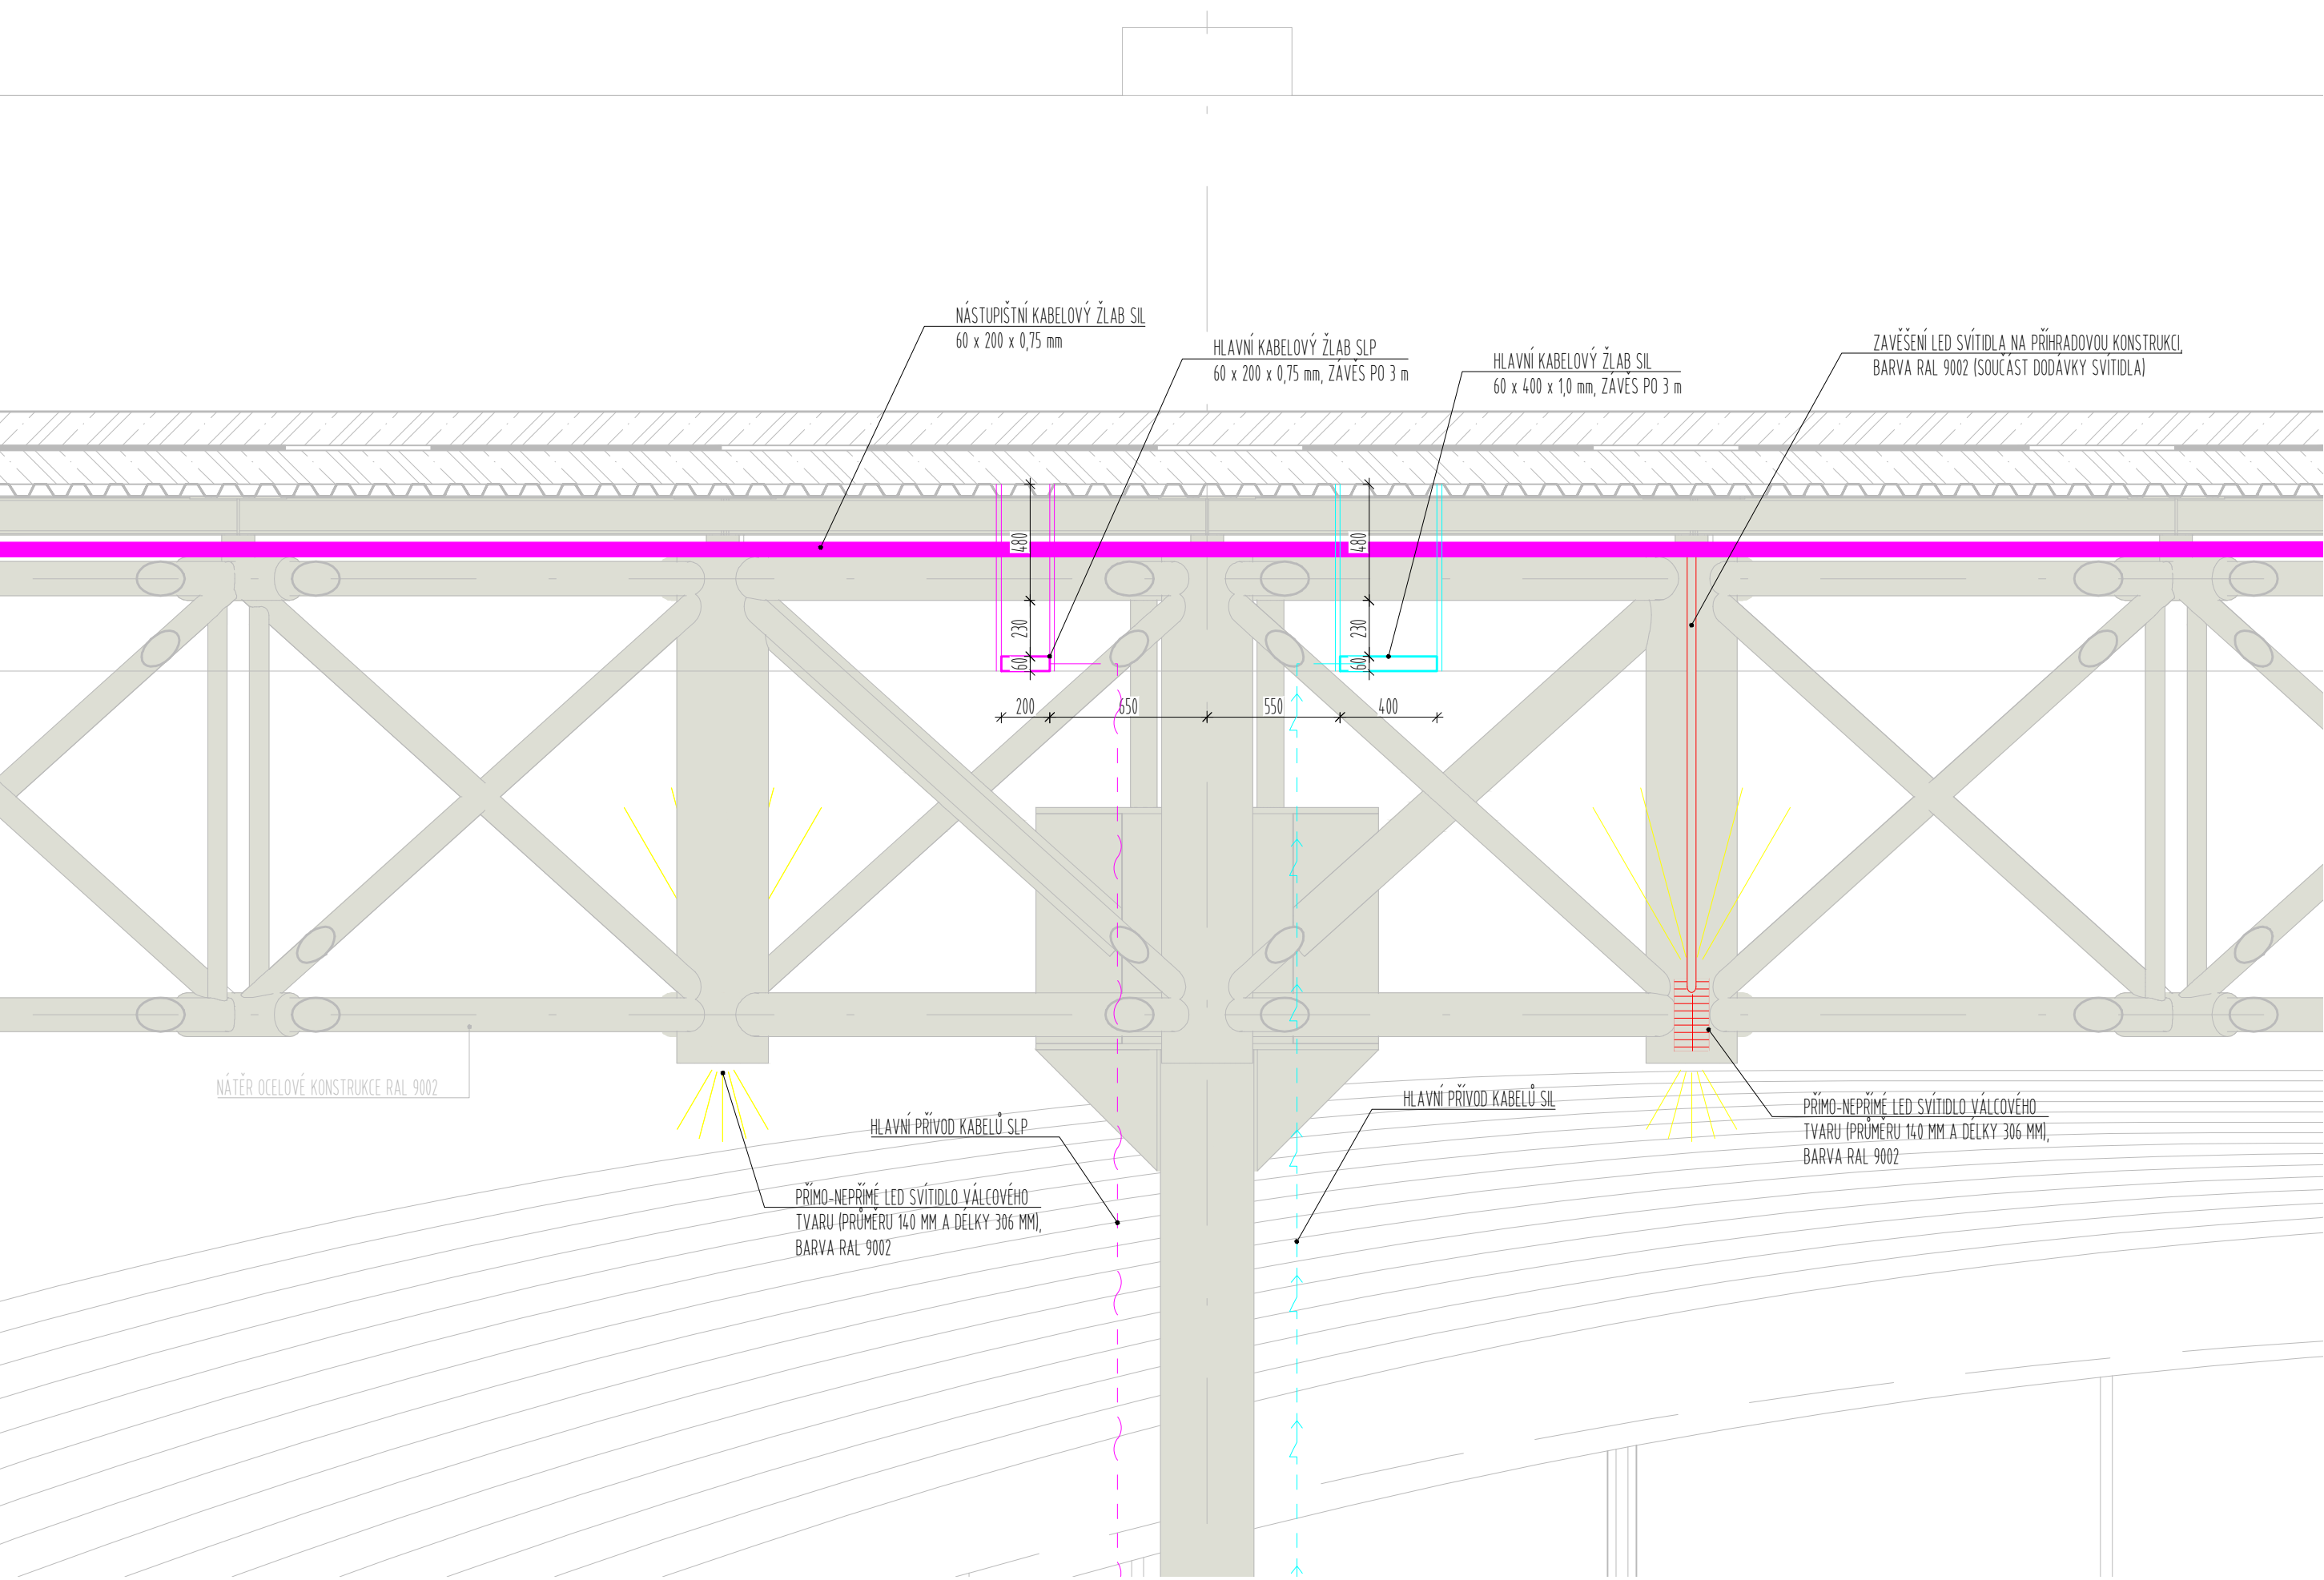 NÁSTUPIŠTNÍ KABELOVÝ ŽLAB SIL
60 x 200 x 0,75 mm
HLAVNÍ KABELOVÝ ŽLAB SLP
60 x 200 x 0,75 mm, ZÁVĚS PO 3 m
HLAVNÍ KABELOVÝ ŽLAB SIL
60 x 400 x 1,0 mm, ZÁVĚS PO 3 m
ZAVĚŠENÍ LED SVÍTIDLA NA PŘÍHRADOVOU KONSTRUKCI,
BARVA RAL 9002 (SOUČÁST DODÁVKY SVÍTIDLA)
480
480
230
230
60
60
200
650
550
400
NÁTĚR OCELOVÉ KONSTRUKCE RAL 9002
HLAVNÍ PŘÍVOD KABELŮ SLP
HLAVNÍ PŘÍVOD KABELŮ SIL
PŘÍMO-NEPŘÍMÉ LED SVÍTIDLO VÁLCOVÉHO
TVARU (PRŮMĚRU 140 MM A DÉLKY 306 MM),
BARVA RAL 9002
PŘÍMO-NEPŘÍMÉ LED SVÍTIDLO VÁLCOVÉHO
TVARU (PRŮMĚRU 140 MM A DÉLKY 306 MM),
BARVA RAL 9002